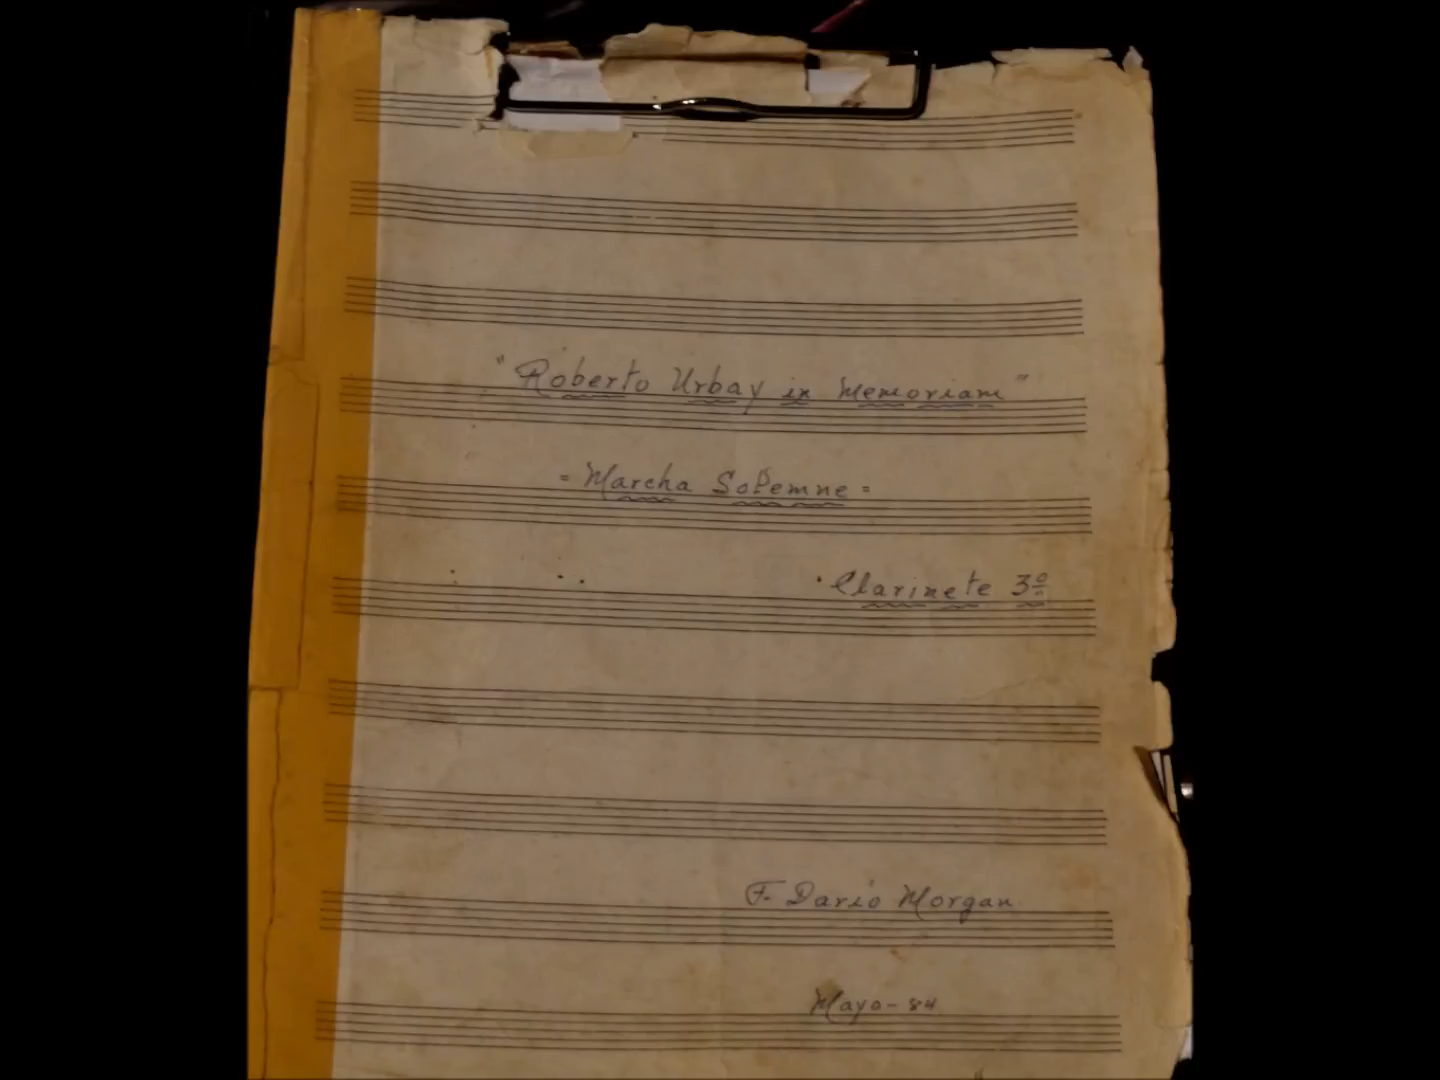 "Roberto Urbay in Memoriam"
= Marcha Solemne =
Clarinete 3º
F. Darío Morgan
Mayo - 84